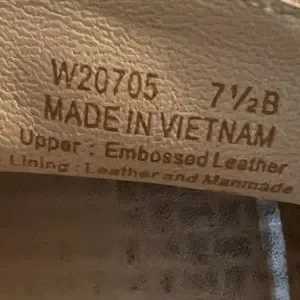 W20705 7½B
MADE IN VIETNAM
Upper : Embossed Leather
Lining : Leather and Manmade